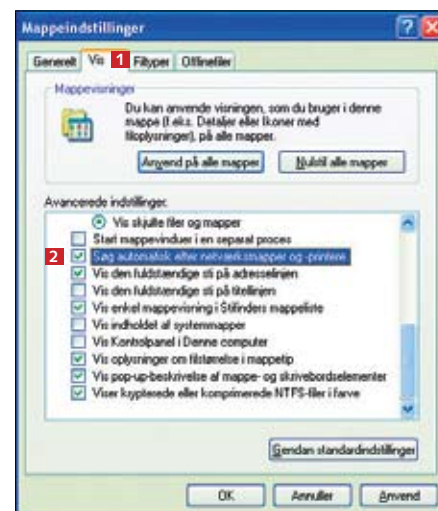 Mappeindstillinger
Generelt Vis 1 Filtyper Offlinefiler
Mappevisninger
Du kan anvende visningen, som du bruger i denne
mappe (f.eks. Detaljer eller Ikoner med
filoplysninger), på alle mapper.
Anvend på alle mapper Nulstil alle mapper
Avancerede indstillinger:
Vis skjulte filer og mapper
Start mappevinduer i en separat proces
2 Søg automatisk efter netværksmapper og -printere
Vis den fuldstændige sti på adresselinjen
Vis den fuldstændige sti på titellinjen
Vis enkel mappevisning i Stifinders mappeliste
Vis indholdet af systemmapper
Vis Kontrolpanel i Denne computer
Vis oplysninger om filstørrelse i mappetip
Vis pop-up-beskrivelse af mappe- og skrivebordselementer
Viser krypterede eller komprimerede NTFS-filer i farve
Gendan standardindstillinger
OK Annuller Anvend